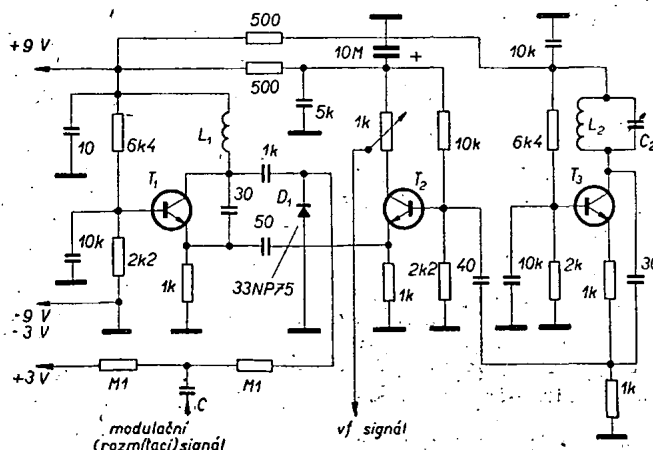 500
10k
+9 V
10M
+
500
5k
L1
1k
10k
6k4
L2
C2
10
6k4
1k
T1
30
D1
T2
T3
50
10k
2k2
1k
33NP75
1k
2k2
40
10k
2k
1k
30
-9 V
-3 V
+3 V
M1
M1
1k
C
modulační
(rozmítací) signál
vf signál